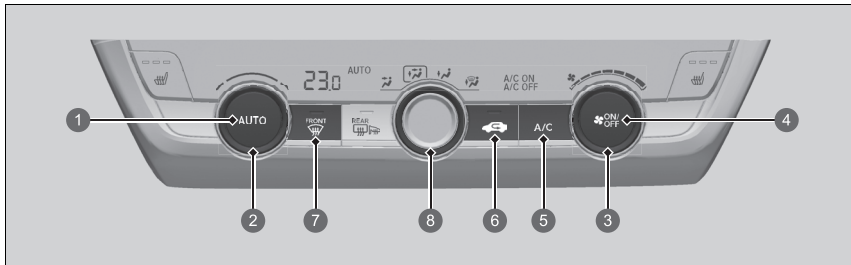 23.0 AUTO
A/C ON
A/C OFF
1 AUTO
FRONT
REAR
A/C
ON/
OFF
4
2 7 8 6 5 3